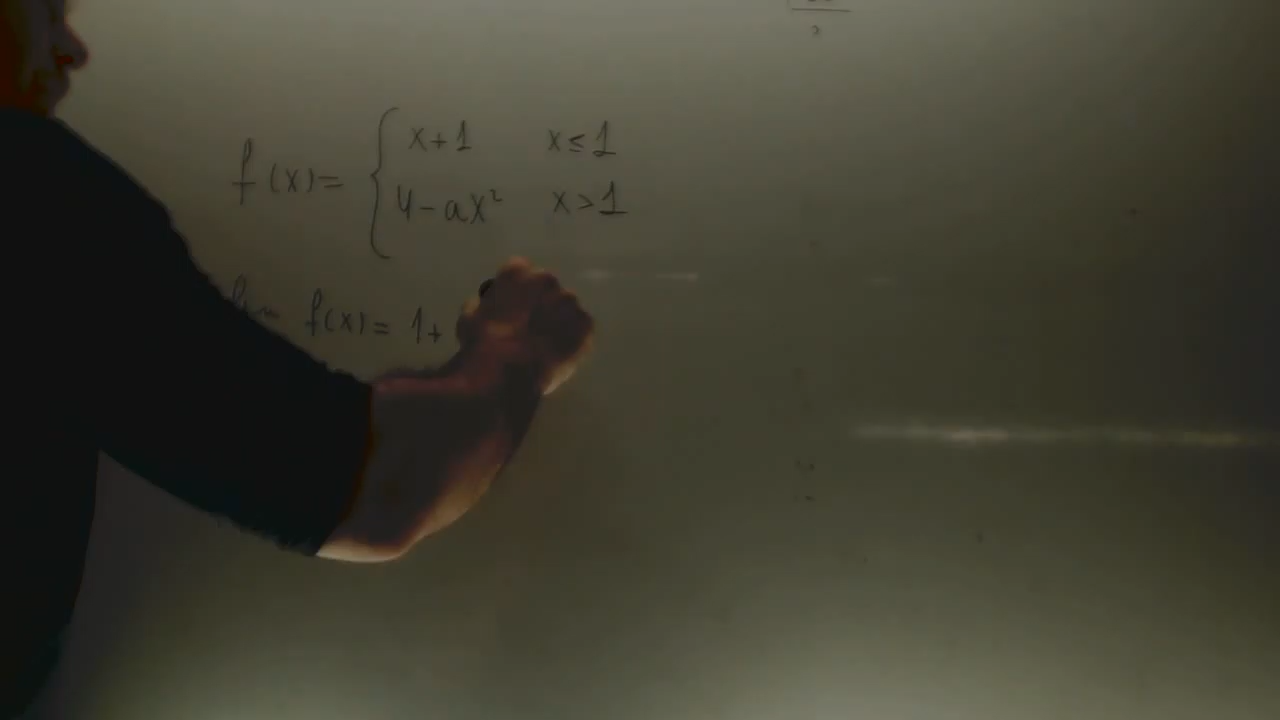 f(x)= { x+1 x≤1
4-ax² x>1
lim f(x)= 1+